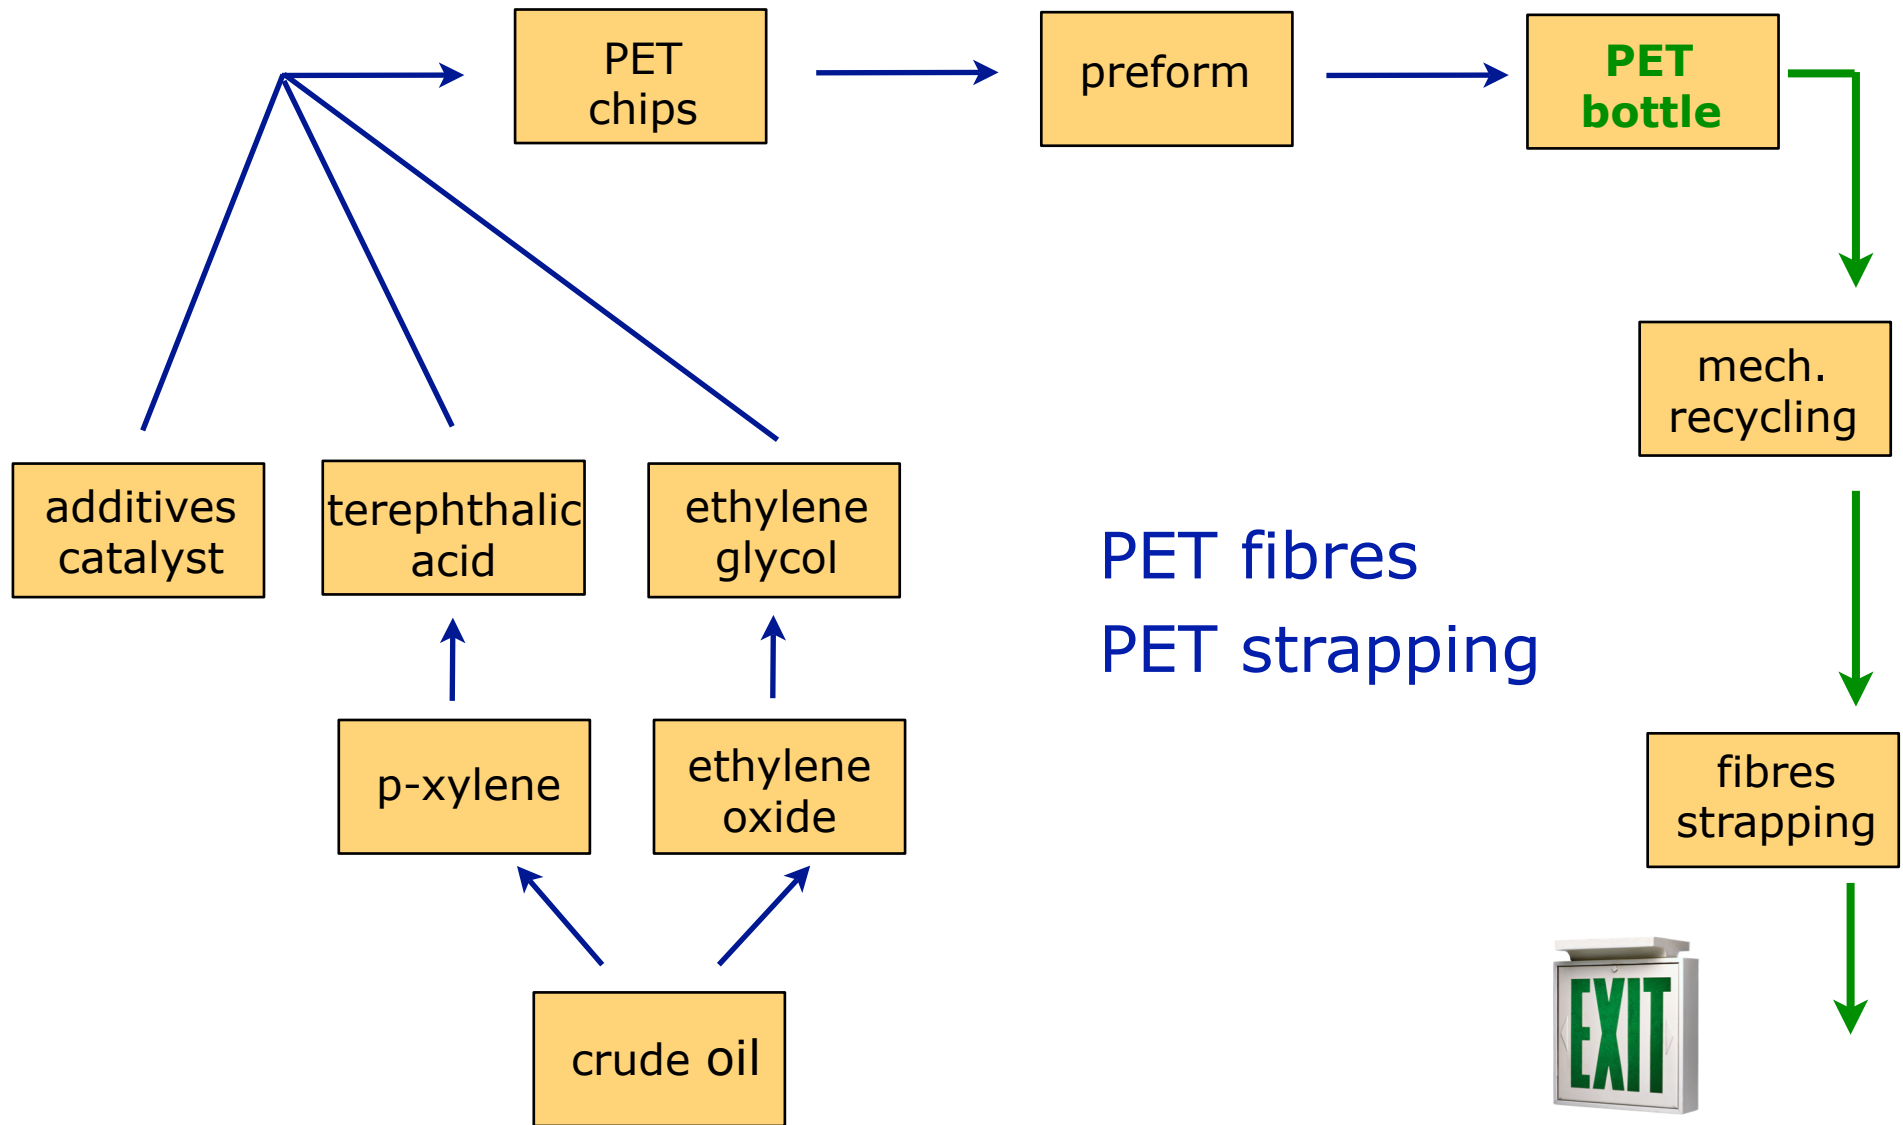 PET
chips
preform
PET
bottle
mech.
recycling
additives
catalyst
terephthalic
acid
ethylene
glycol
PET fibres
PET strapping
p-xylene
ethylene
oxide
fibres
strapping
crude oil
EXIT